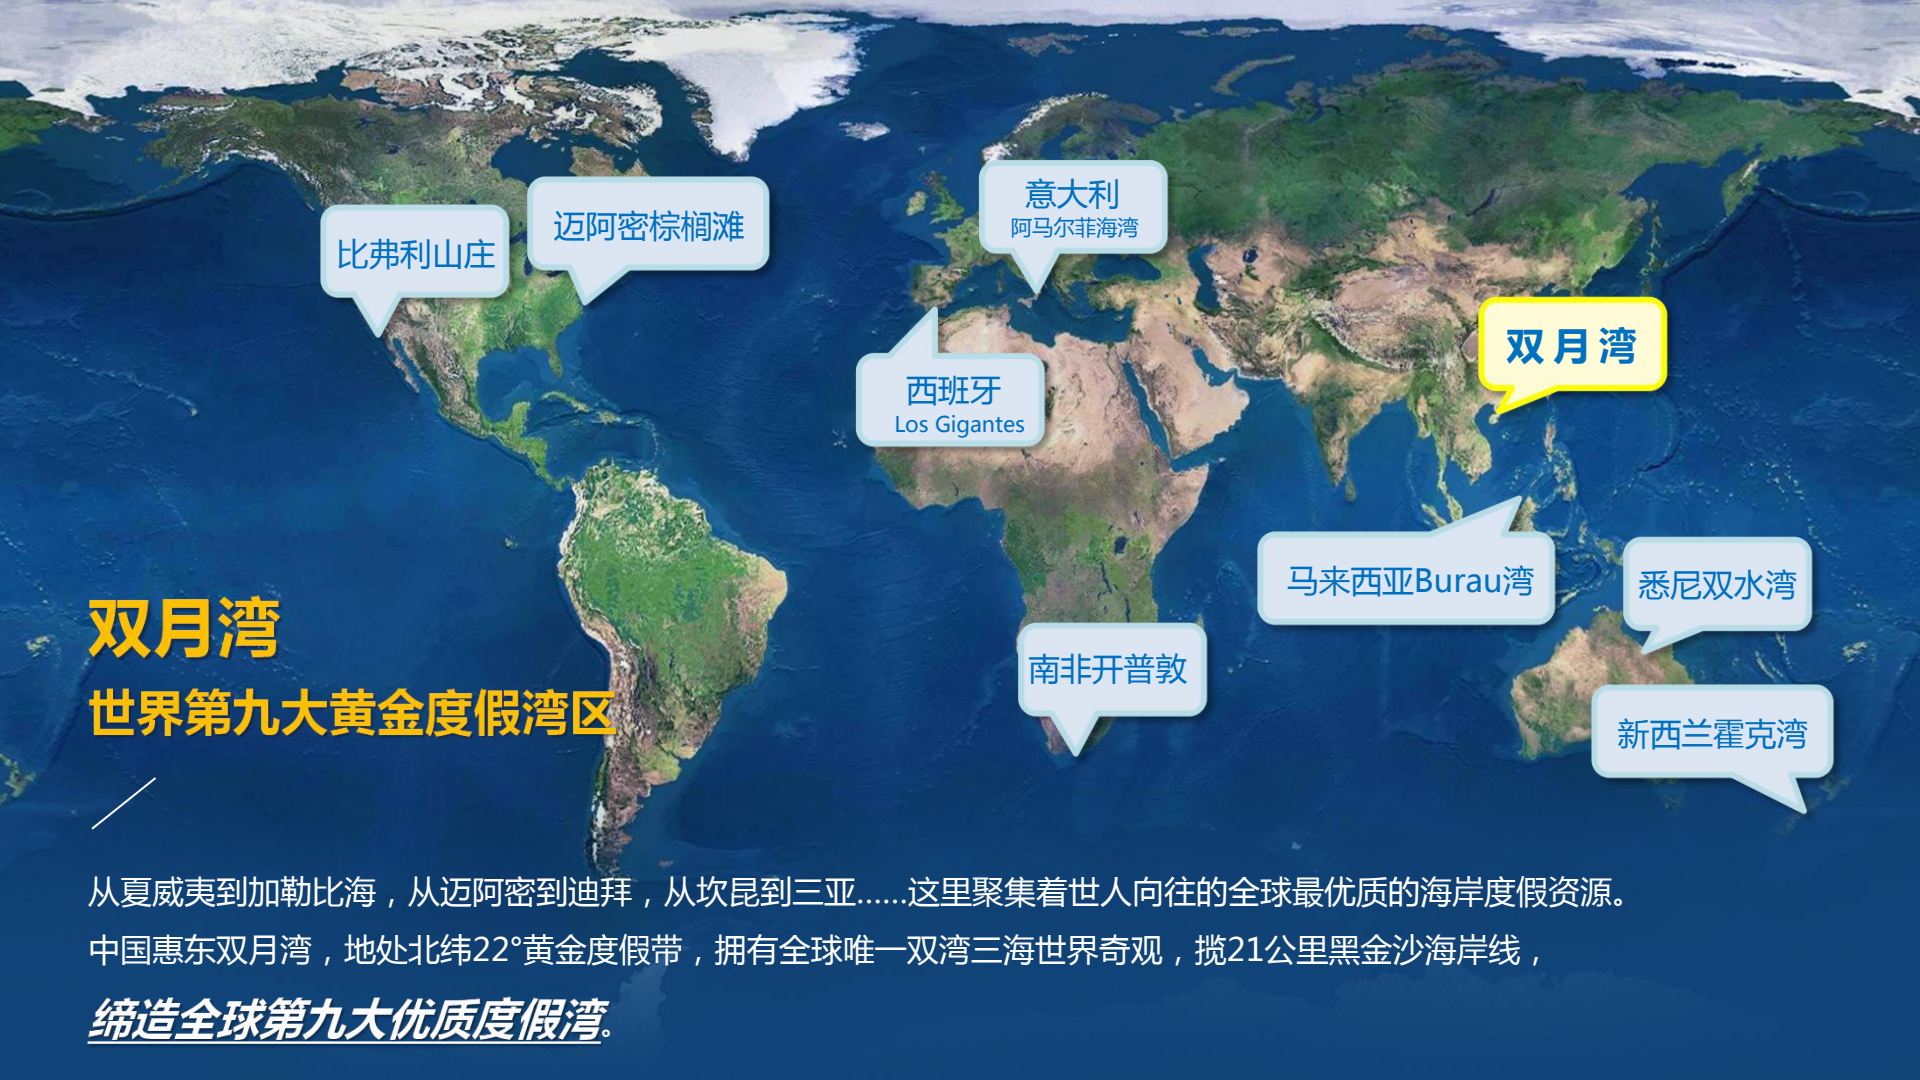 比弗利山庄
迈阿密棕榈滩
意大利
阿马尔菲海湾
西班牙
Los Gigantes
双月湾
马来西亚Burau湾
悉尼双水湾
南非开普敦
新西兰霍克湾
双月湾
世界第九大黄金度假湾区
从夏威夷到加勒比海，从迈阿密到迪拜，从坎昆到三亚……这里聚集着世人向往的全球最优质的海岸度假资源。
中国惠东双月湾，地处北纬22°黄金度假带，拥有全球唯一双湾三海世界奇观，揽21公里黑金沙海岸线，
缔造全球第九大优质度假湾。